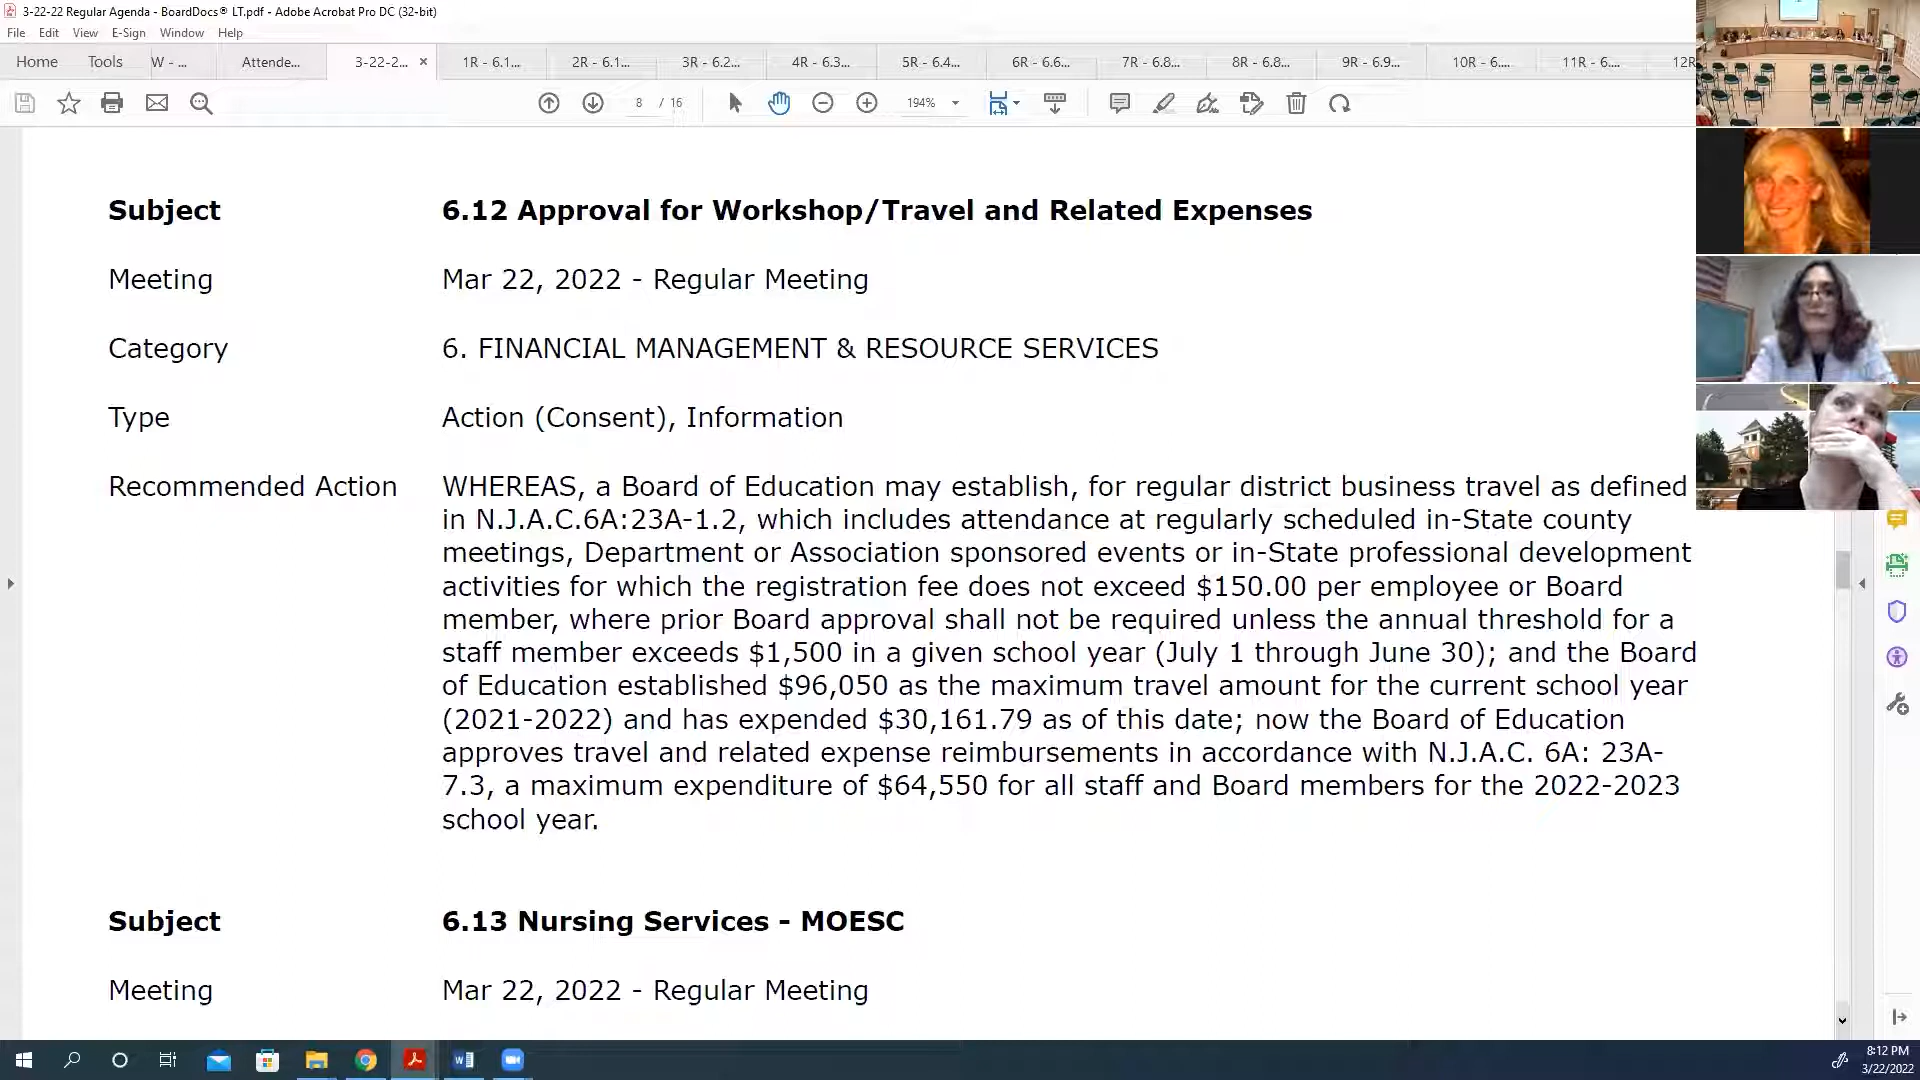 3-22-22 Regular Agenda - BoardDocs® LT.pdf - Adobe Acrobat Pro DC (32-bit)
File Edit View E-Sign Window Help
Home Tools W - ... Attende... 3-22-2... × 1R - 6.1... 2R - 6.1... 3R - 6.2... 4R - 6.3... 5R - 6.4... 6R - 6.6... 7R - 6.8... 8R - 6.8... 9R - 6.9... 10R - 6.... 11R - 6.... 12R
8 / 16 194%
Subject 6.12 Approval for Workshop/Travel and Related Expenses
Meeting Mar 22, 2022 - Regular Meeting
Category 6. FINANCIAL MANAGEMENT & RESOURCE SERVICES
Type Action (Consent), Information
Recommended Action WHEREAS, a Board of Education may establish, for regular district business travel as defined
in N.J.A.C.6A:23A-1.2, which includes attendance at regularly scheduled in-State county
meetings, Department or Association sponsored events or in-State professional development
activities for which the registration fee does not exceed $150.00 per employee or Board
member, where prior Board approval shall not be required unless the annual threshold for a
staff member exceeds $1,500 in a given school year (July 1 through June 30); and the Board
of Education established $96,050 as the maximum travel amount for the current school year
(2021-2022) and has expended $30,161.79 as of this date; now the Board of Education
approves travel and related expense reimbursements in accordance with N.J.A.C. 6A: 23A-
7.3, a maximum expenditure of $64,550 for all staff and Board members for the 2022-2023
school year.
Subject 6.13 Nursing Services - MOESC
Meeting Mar 22, 2022 - Regular Meeting
8:12 PM
3/22/2022